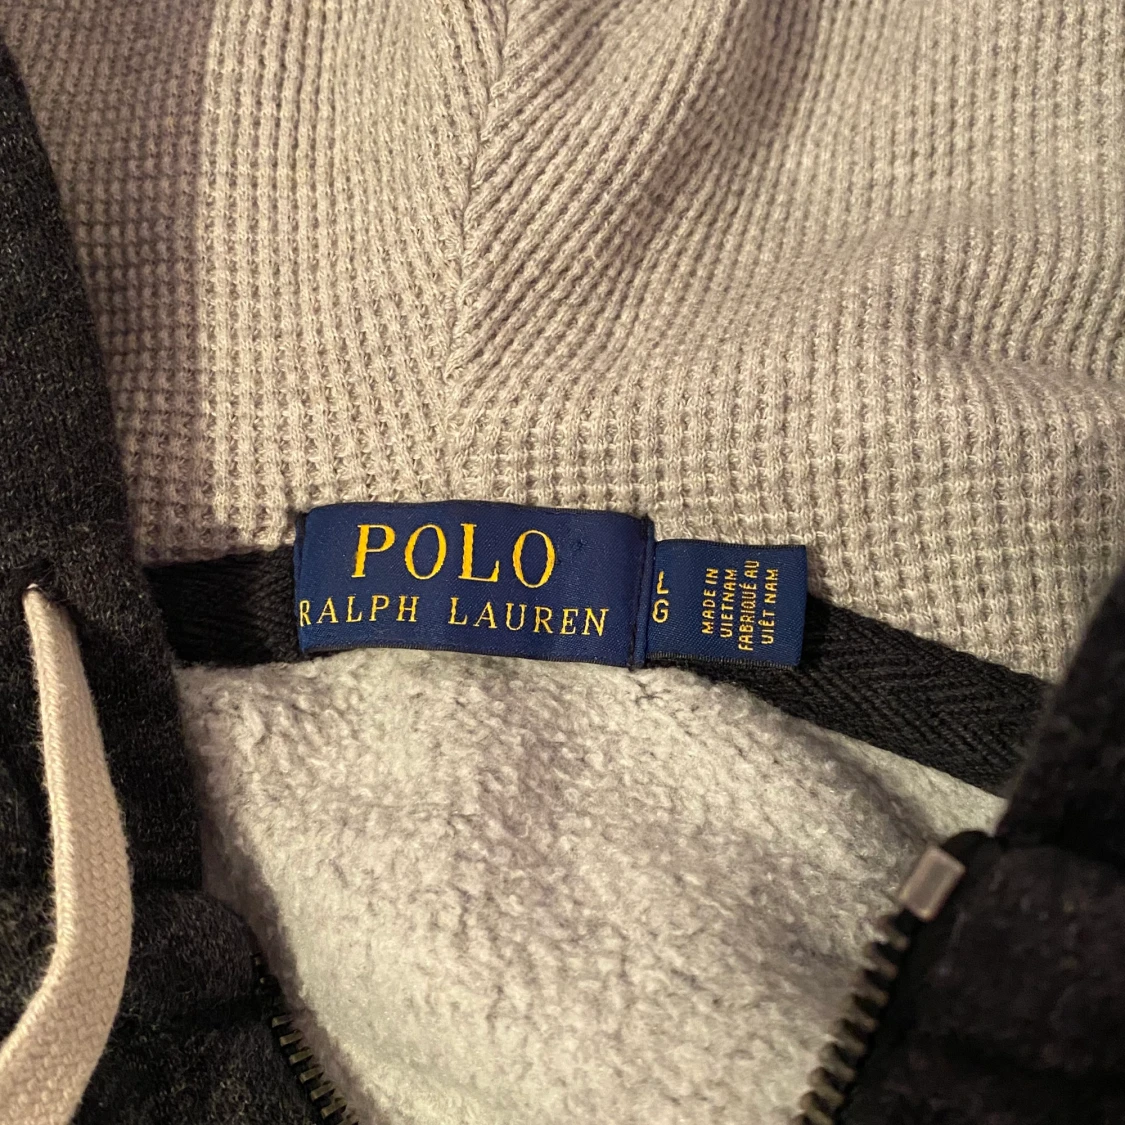 POLO
RALPH LAUREN
L
G
MADE IN
VIETNAM
FABRIQUÉ AU
VIÊT NAM